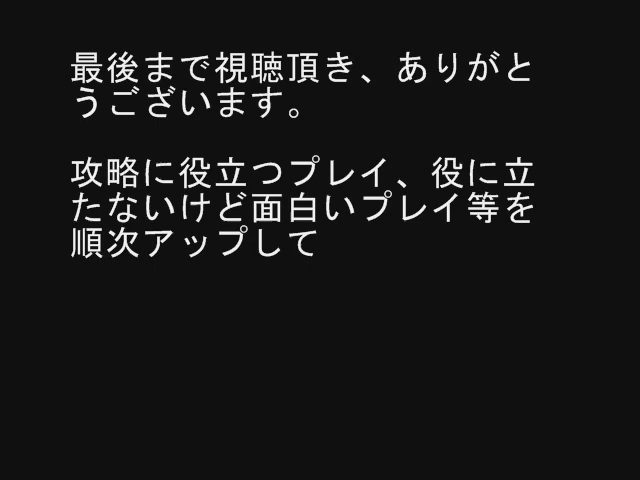 最後まで視聴頂き、ありがと
うございます。
攻略に役立つプレイ、役に立
たないけど面白いプレイ等を
順次アップして